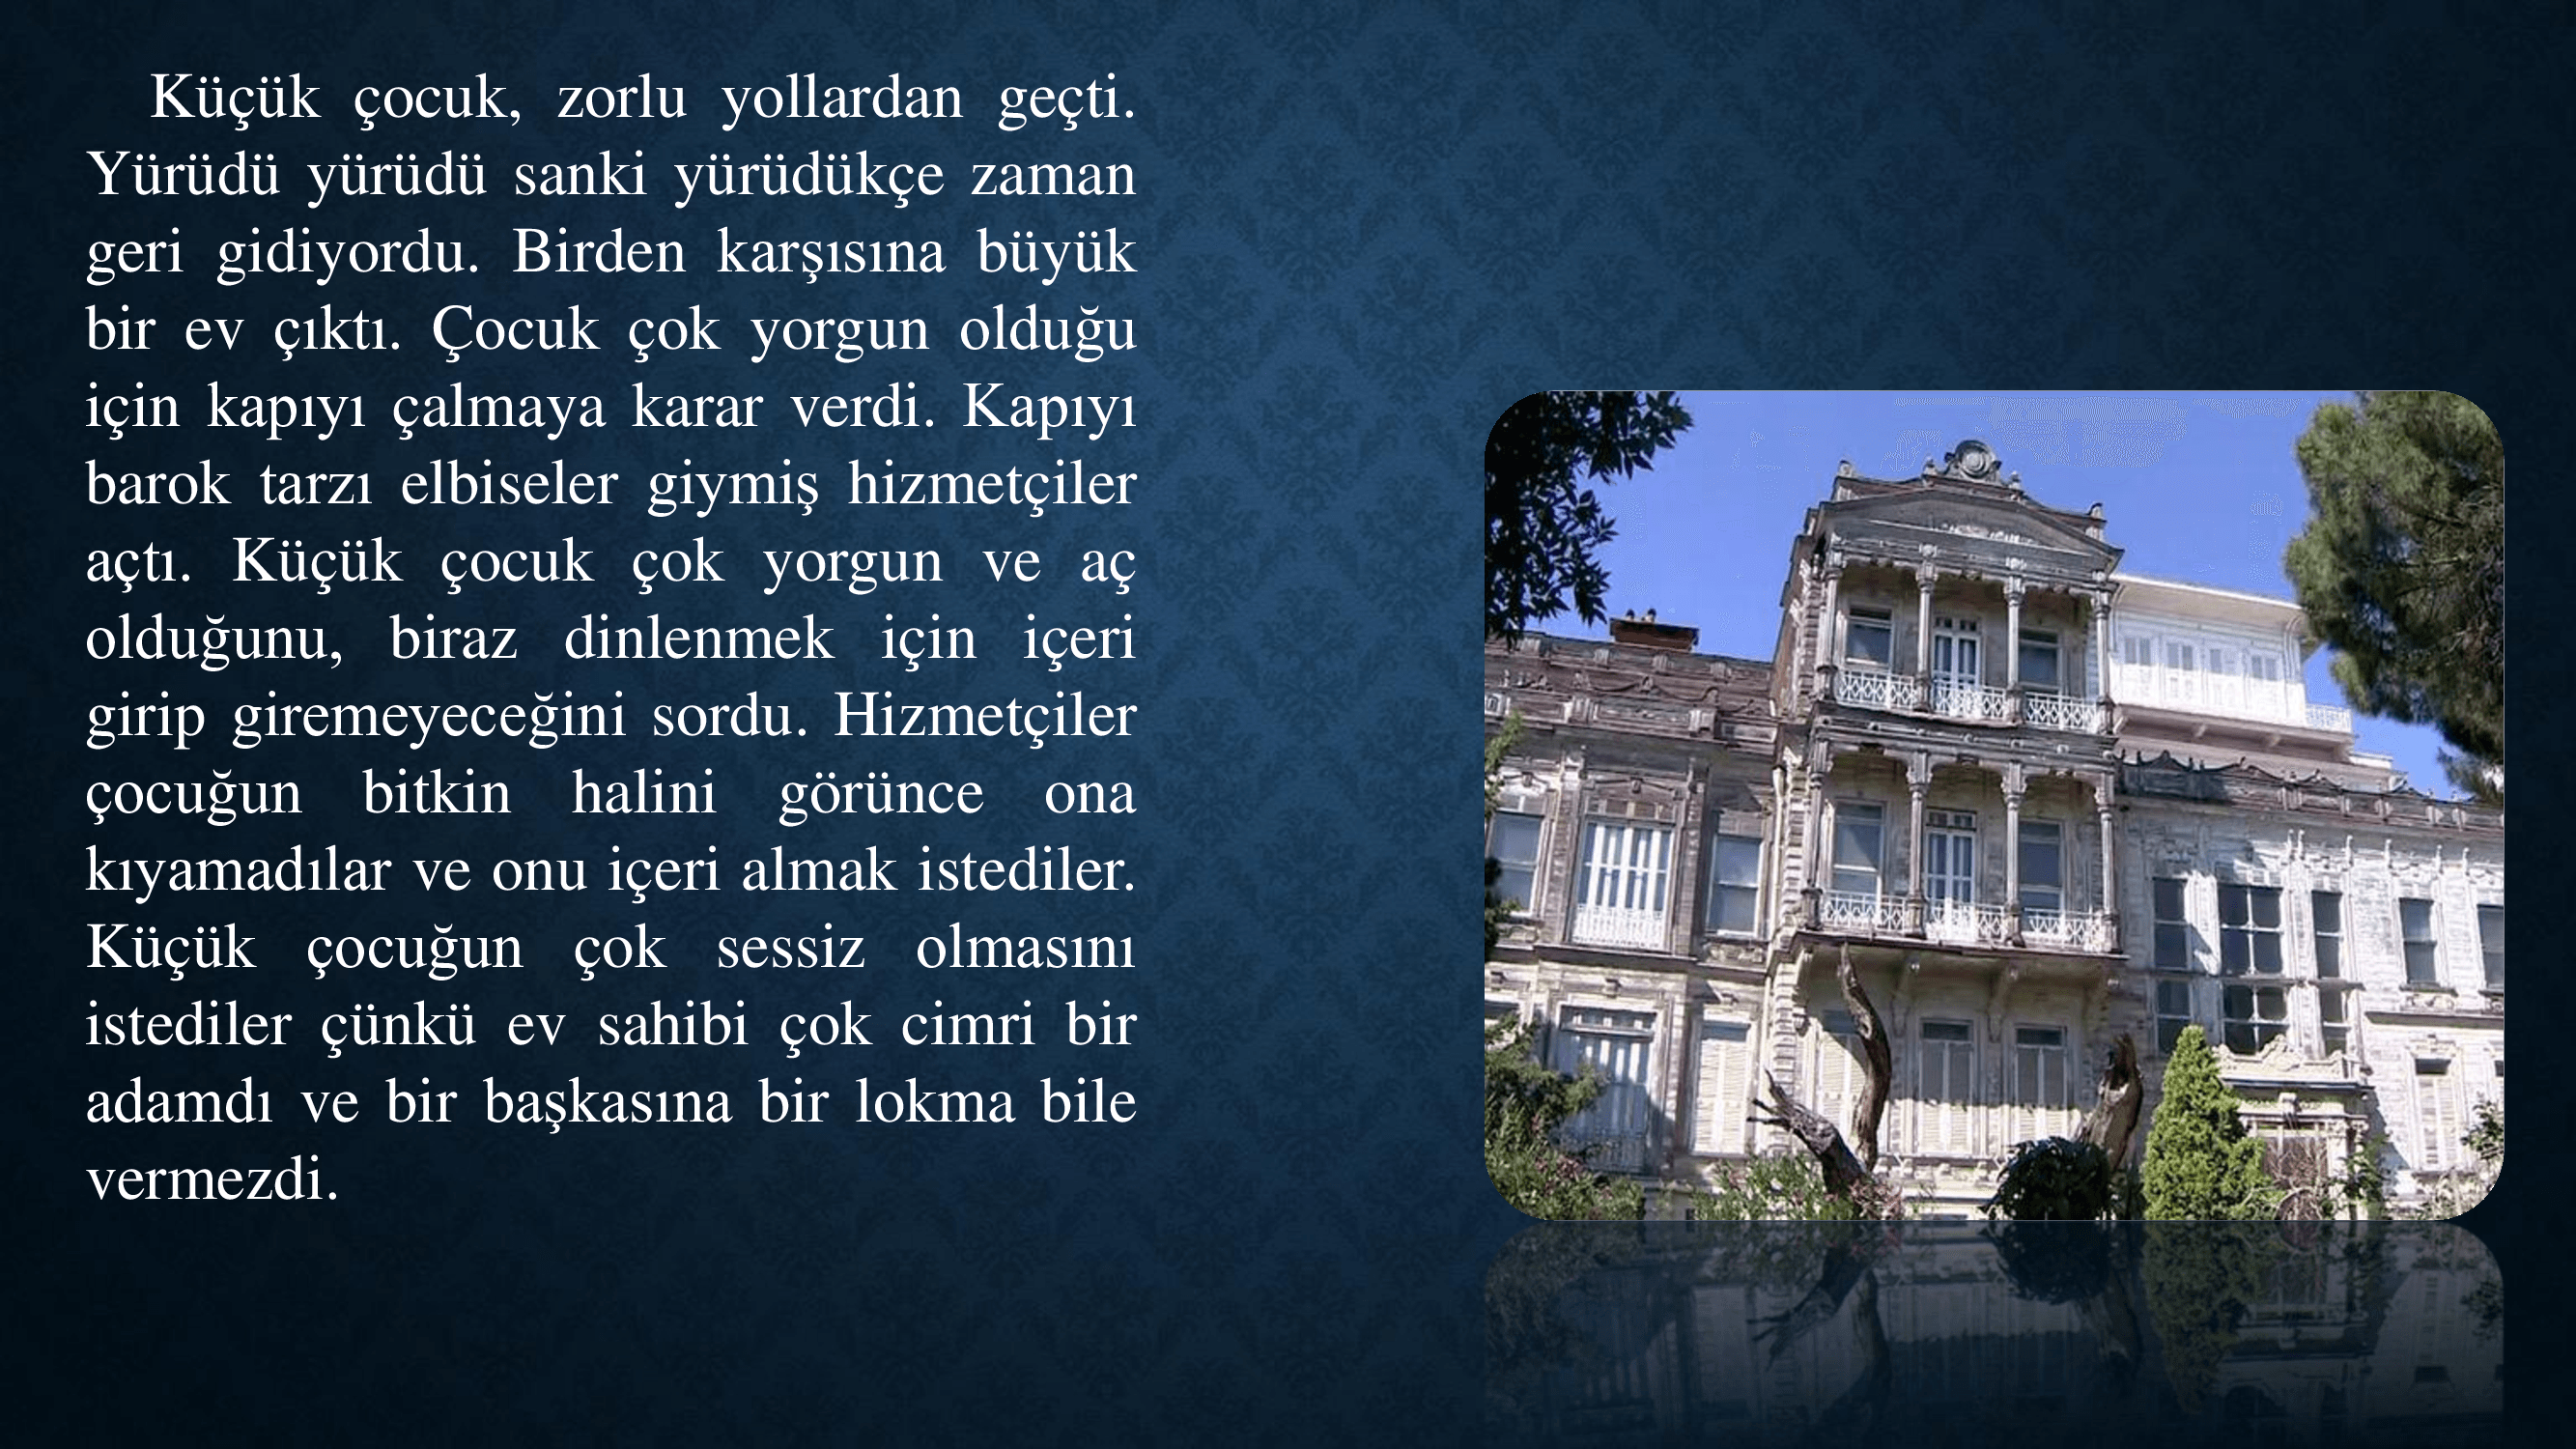 Küçük çocuk, zorlu yollardan geçti.
Yürüdü yürüdü sanki yürüdükçe zaman
geri gidiyordu. Birden karşısına büyük
bir ev çıktı. Çocuk çok yorgun olduğu
için kapıyı çalmaya karar verdi. Kapıyı
barok tarzı elbiseler giymiş hizmetçiler
açtı. Küçük çocuk çok yorgun ve aç
olduğunu, biraz dinlenmek için içeri
girip giremeyeceğini sordu. Hizmetçiler
çocuğun bitkin halini görünce ona
kıyamadılar ve onu içeri almak istediler.
Küçük çocuğun çok sessiz olmasını
istediler çünkü ev sahibi çok cimri bir
adamdı ve bir başkasına bir lokma bile
vermezdi.